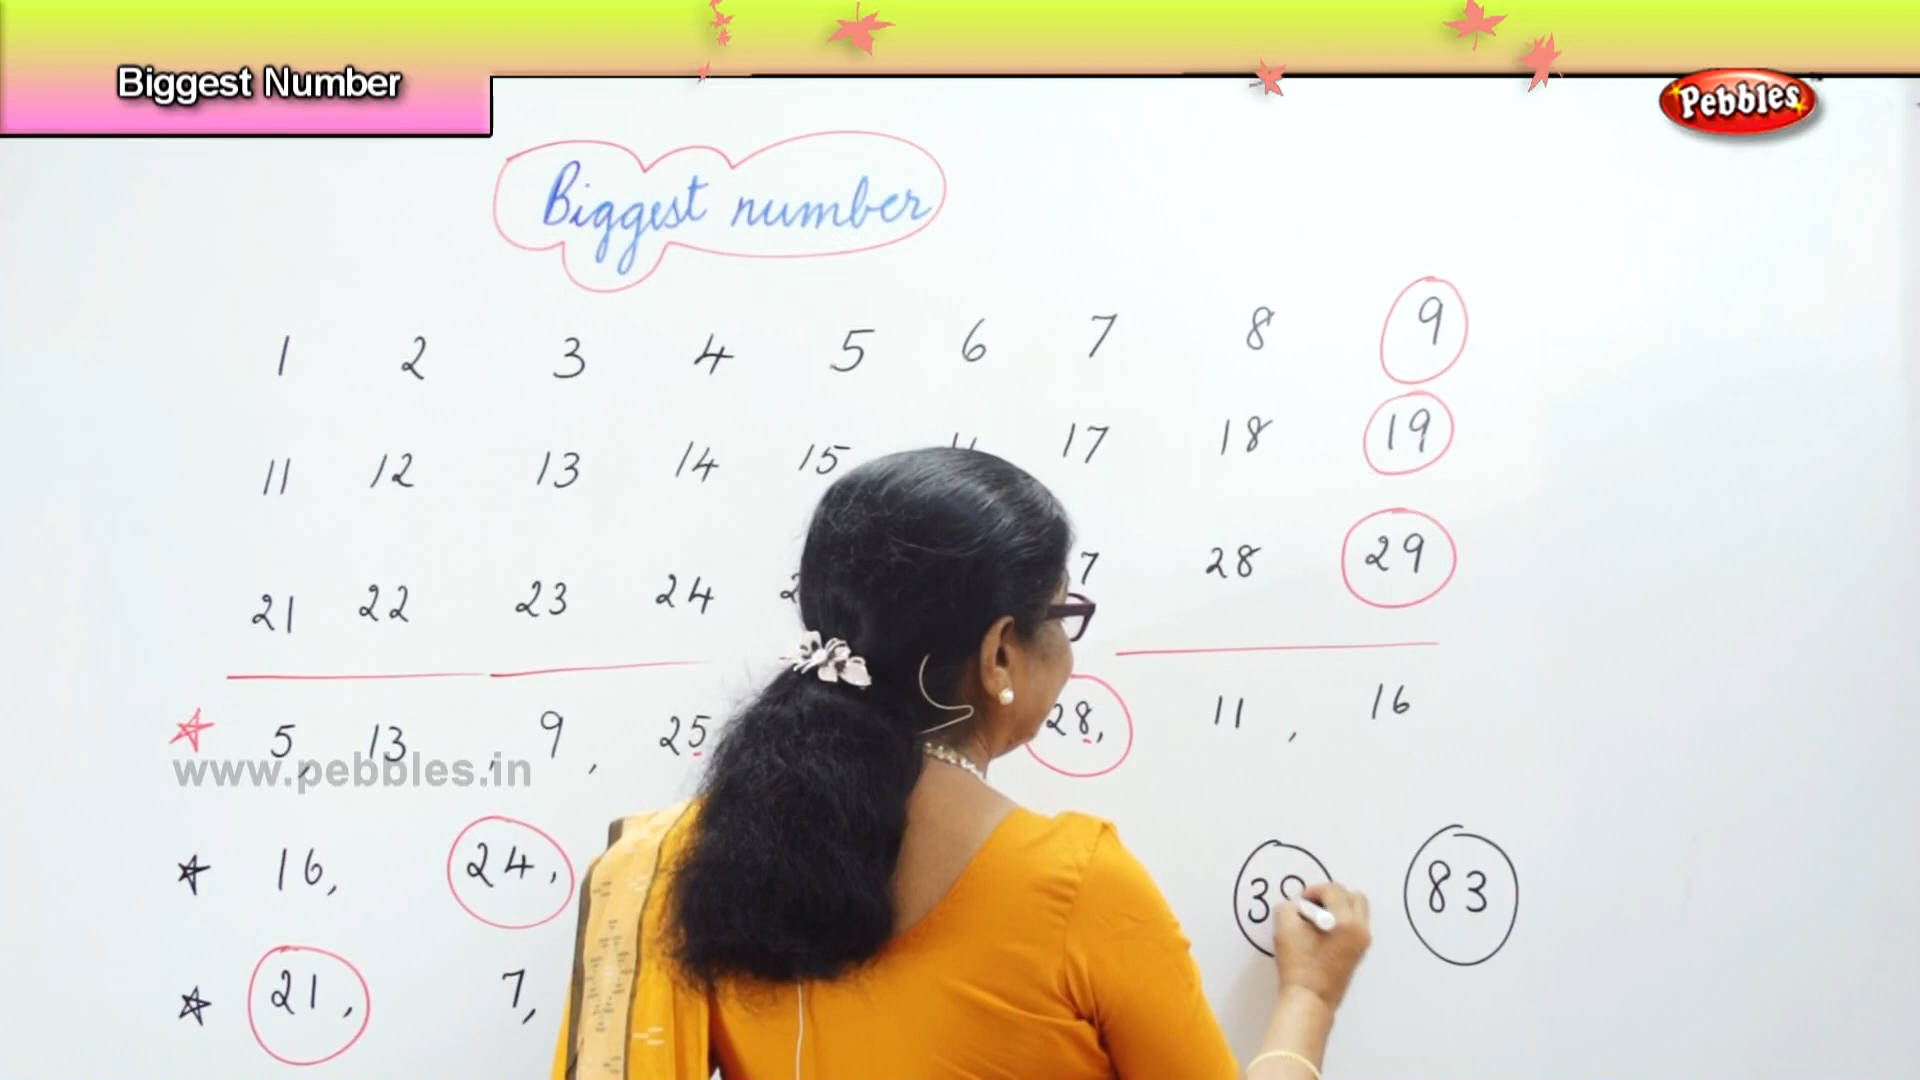 Biggest Number
Pebbles
Biggest number
1 2 3 4 5 6 7 8 9
11 12 13 14 15 17 18 19
21 22 23 24 28 29
5, 13, 9, 25 28, 11, 16
www.pebbles.in
16, 24, 83
21, 7,